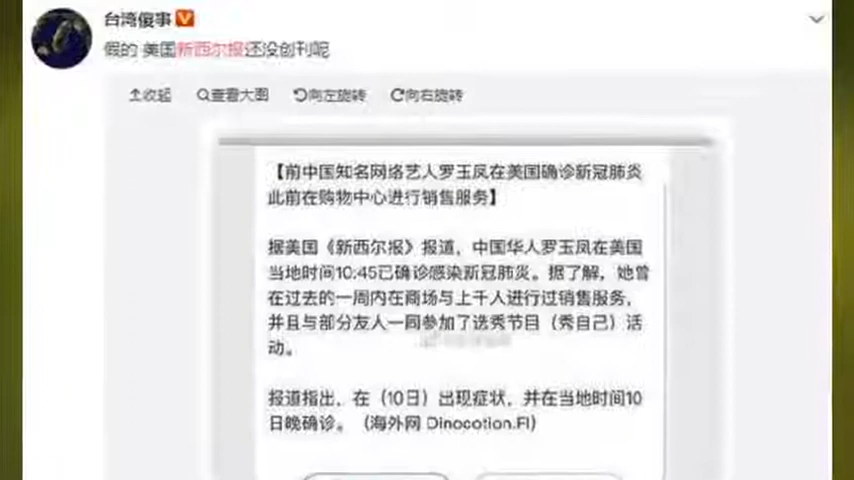 台湾傻事
假的 美国新西尔报还没创刊呢
收起 查看大图 向左旋转 向右旋转
【前中国知名网络艺人罗玉凤在美国确诊新冠肺炎
此前在购物中心进行销售服务】
据美国《新西尔报》报道，中国华人罗玉凤在美国
当地时间10:45已确诊感染新冠肺炎。据了解，她曾
在过去的一周内在商场与上千人进行过销售服务，
并且与部分友人一同参加了选秀节目（秀自己）活
动。
报道指出，在（10日）出现症状，并在当地时间10
日晚确诊。（海外网 Dinocotion.FI）